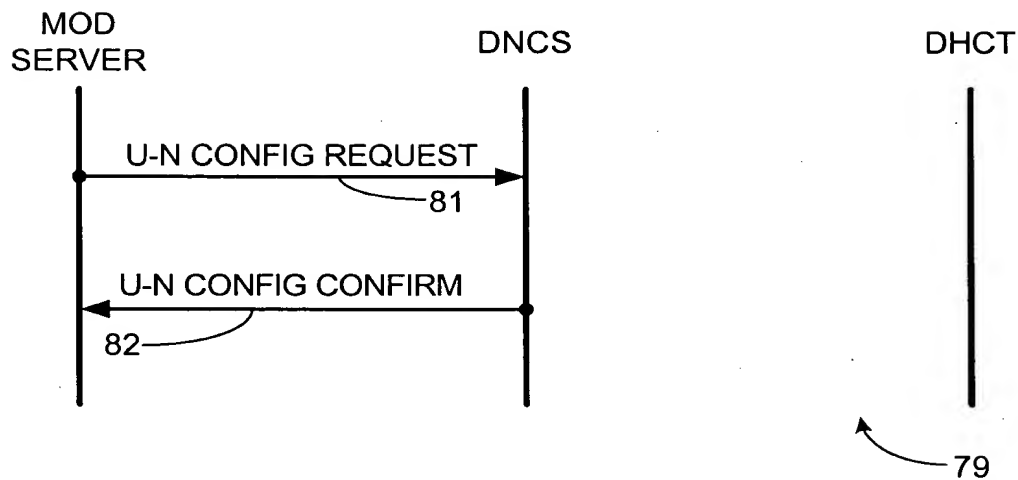 MOD
SERVER
DNCS
DHCT
U-N CONFIG REQUEST
81
U-N CONFIG CONFIRM
82
79